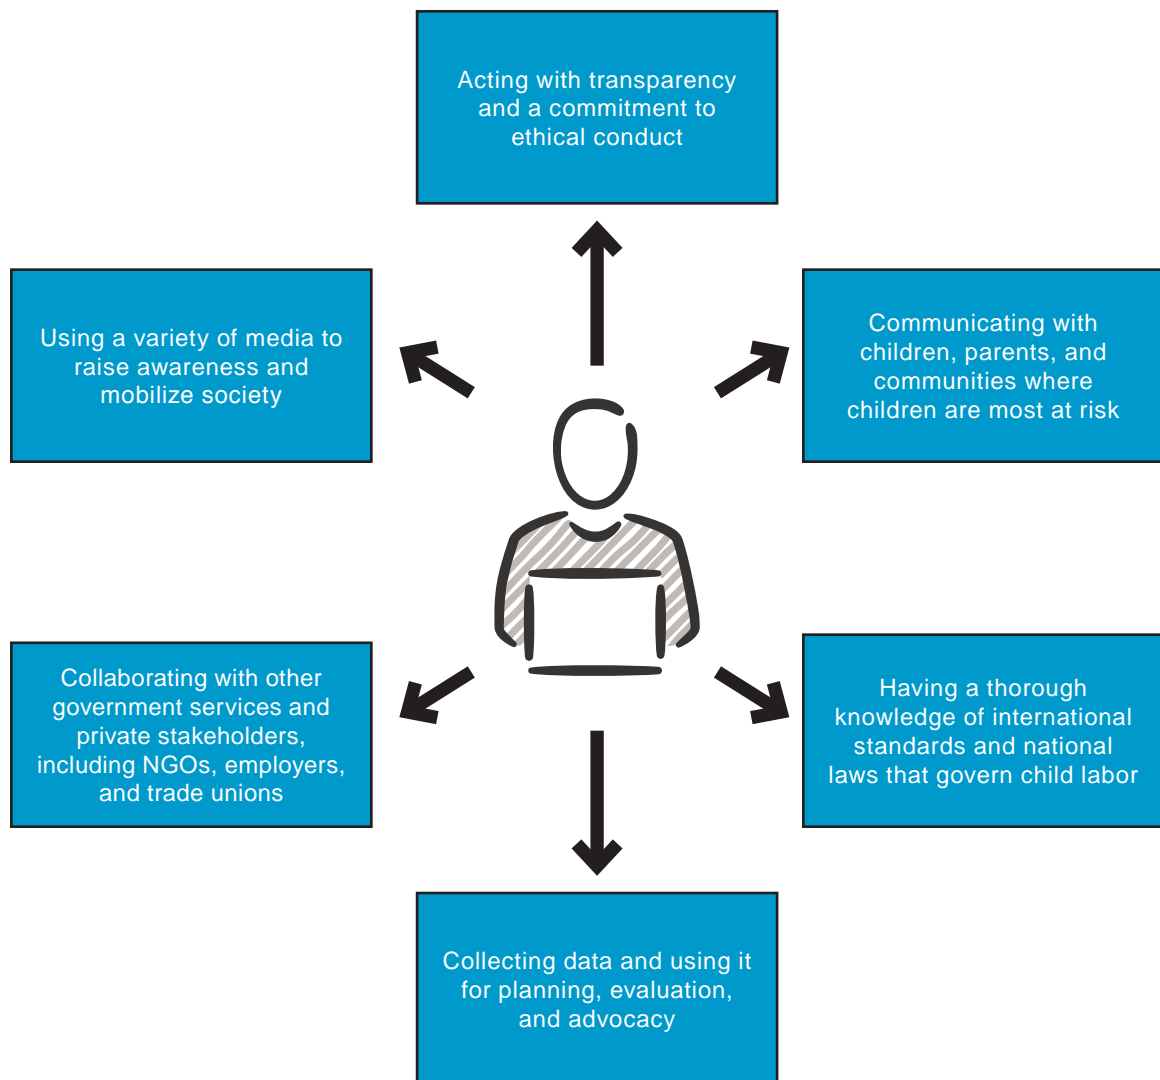 Acting with transparency
and a commitment to
ethical conduct
Using a variety of media to
raise awareness and
mobilize society
Communicating with
children, parents, and
communities where
children are most at risk
Collaborating with other
government services and
private stakeholders,
including NGOs, employers,
and trade unions
Having a thorough
knowledge of international
standards and national
laws that govern child labor
Collecting data and using it
for planning, evaluation,
and advocacy